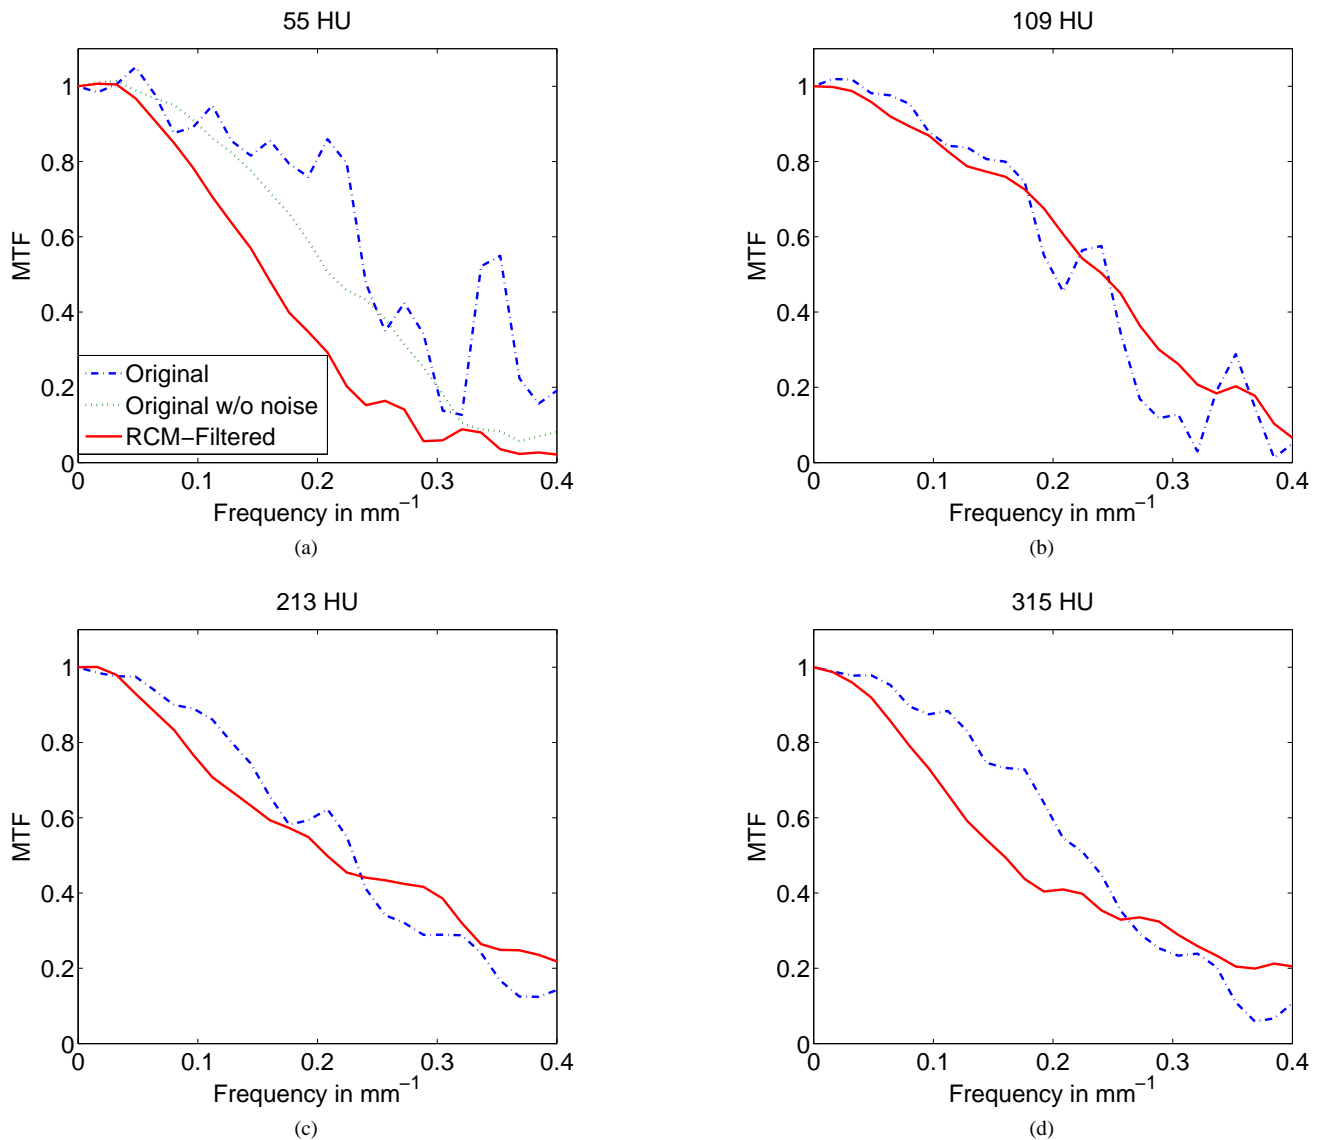 55 HU
1
0.8
0.6
0.4
0.2
0
MTF
Original
Original w/o noise
RCM−Filtered
0 0.1 0.2 0.3 0.4
Frequency in mm⁻¹
(a)
109 HU
1
0.8
0.6
0.4
0.2
0
MTF
0 0.1 0.2 0.3 0.4
Frequency in mm⁻¹
(b)
213 HU
1
0.8
0.6
0.4
0.2
0
MTF
0 0.1 0.2 0.3 0.4
Frequency in mm⁻¹
(c)
315 HU
1
0.8
0.6
0.4
0.2
0
MTF
0 0.1 0.2 0.3 0.4
Frequency in mm⁻¹
(d)